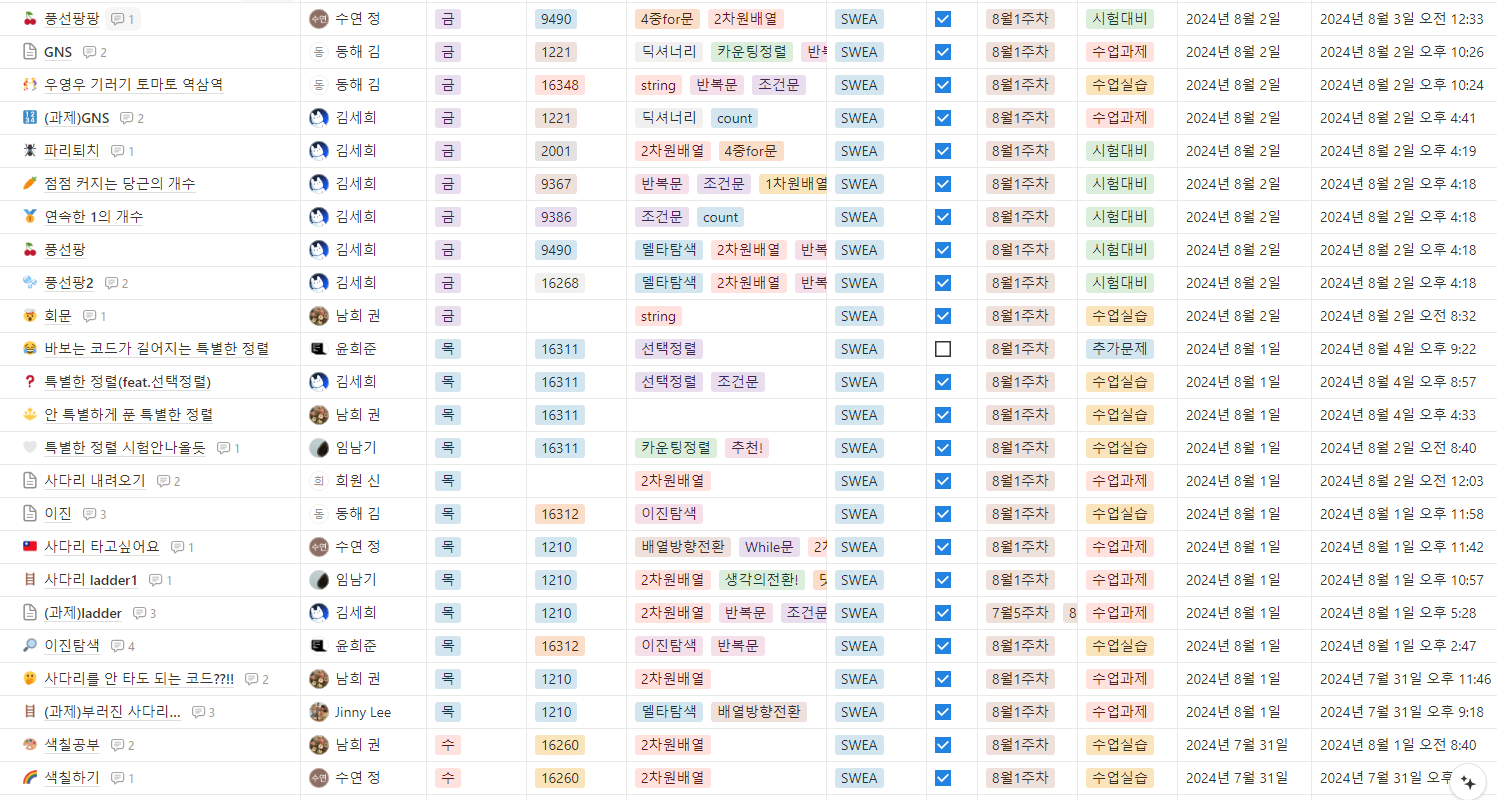 풍선팡팡 1 수연 정 금 9490 4중for문 2차원배열 SWEA 8월1주차 시험대비 2024년 8월 2일 2024년 8월 3일 오전 12:33
GNS 2 동 동해 김 금 1221 딕셔너리 카운팅정렬 반복 SWEA 8월1주차 수업과제 2024년 8월 2일 2024년 8월 2일 오후 10:26
우영우 기러기 토마토 역삼역 동 동해 김 금 16348 string 반복문 조건문 SWEA 8월1주차 수업실습 2024년 8월 2일 2024년 8월 2일 오후 10:24
(과제)GNS 2 김세희 금 1221 딕셔너리 count SWEA 8월1주차 수업과제 2024년 8월 2일 2024년 8월 2일 오후 4:41
파리퇴치 1 김세희 금 2001 2차원배열 4중for문 SWEA 8월1주차 시험대비 2024년 8월 2일 2024년 8월 2일 오후 4:19
점점 커지는 당근의 개수 김세희 금 9367 반복문 조건문 1차원배열 SWEA 8월1주차 시험대비 2024년 8월 2일 2024년 8월 2일 오후 4:18
연속한 1의 개수 김세희 금 9386 조건문 count SWEA 8월1주차 시험대비 2024년 8월 2일 2024년 8월 2일 오후 4:18
풍선팡 김세희 금 9490 델타탐색 2차원배열 반복 SWEA 8월1주차 시험대비 2024년 8월 2일 2024년 8월 2일 오후 4:18
풍선팡2 2 김세희 금 16268 델타탐색 2차원배열 반복 SWEA 8월1주차 시험대비 2024년 8월 2일 2024년 8월 2일 오후 4:18
회문 1 남희 권 금 string SWEA 8월1주차 수업실습 2024년 8월 2일 2024년 8월 2일 오전 8:32
바보는 코드가 길어지는 특별한 정렬 윤희준 목 16311 선택정렬 SWEA 8월1주차 추가문제 2024년 8월 1일 2024년 8월 4일 오후 9:22
특별한 정렬(feat.선택정렬) 김세희 목 16311 선택정렬 조건문 SWEA 8월1주차 수업실습 2024년 8월 1일 2024년 8월 4일 오후 8:57
안 특별하게 푼 특별한 정렬 남희 권 목 16311 SWEA 8월1주차 수업실습 2024년 8월 1일 2024년 8월 4일 오후 4:33
특별한 정렬 시험안나올듯 1 임남기 목 16311 카운팅정렬 추천! SWEA 8월1주차 수업실습 2024년 8월 1일 2024년 8월 2일 오전 8:40
사다리 내려오기 2 희 희원 신 목 2차원배열 SWEA 8월1주차 수업과제 2024년 8월 1일 2024년 8월 2일 오전 12:03
이진 3 동 동해 김 목 16312 이진탐색 SWEA 8월1주차 수업실습 2024년 8월 1일 2024년 8월 1일 오후 11:58
사다리 타고싶어요 1 수연 수연 정 목 1210 배열방향전환 While문 2차 SWEA 8월1주차 수업과제 2024년 8월 1일 2024년 8월 1일 오후 11:42
사다리 ladder1 1 임남기 목 1210 2차원배열 생각의전환! SWEA 8월1주차 수업과제 2024년 8월 1일 2024년 8월 1일 오후 10:57
(과제)ladder 3 김세희 목 1210 2차원배열 반복문 조건문 SWEA 7월5주차 8 수업과제 2024년 8월 1일 2024년 8월 1일 오후 5:28
이진탐색 4 윤희준 목 16312 이진탐색 반복문 SWEA 8월1주차 수업실습 2024년 8월 1일 2024년 8월 1일 오후 2:47
사다리를 안 타도 되는 코드??!! 2 남희 권 목 1210 2차원배열 SWEA 8월1주차 수업과제 2024년 8월 1일 2024년 7월 31일 오후 11:46
(과제)부러진 사다리... 3 Jinny Lee 목 1210 델타탐색 배열방향전환 SWEA 8월1주차 수업과제 2024년 8월 1일 2024년 7월 31일 오후 9:18
색칠공부 2 남희 권 수 16260 2차원배열 SWEA 8월1주차 수업실습 2024년 7월 31일 2024년 8월 1일 오전 8:40
색칠하기 1 수연 수연 정 수 16260 2차원배열 SWEA 8월1주차 수업실습 2024년 7월 31일 2024년 7월 31일 오후